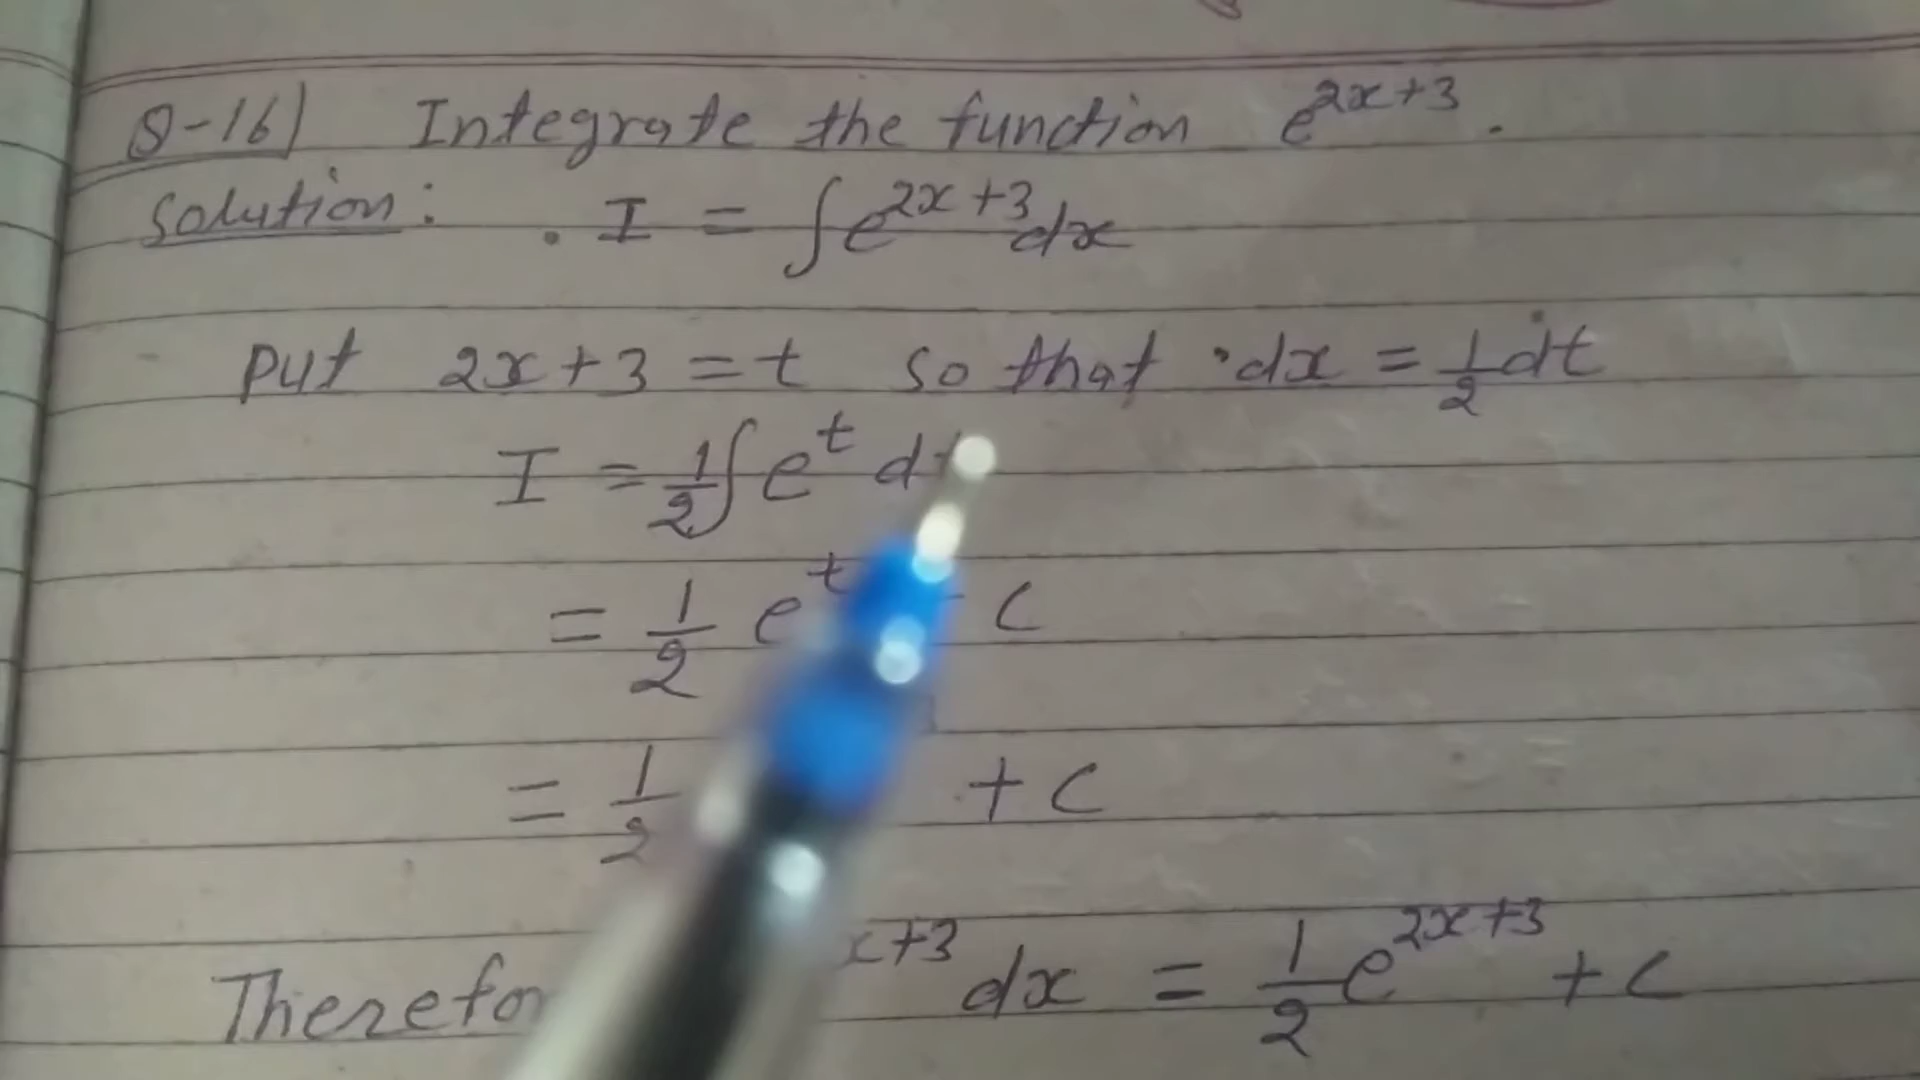 Q-16) Integrate the function e^{2x+3}.
Solution: . I = ∫e^{2x+3}dx
Put 2x+3 = t so that dx = 1/2 dt
I = 1/2 ∫ e^t dt
= 1/2 e^t + C
= 1/2 + C
x+3 dx = 1/2 e^{2x+3} + C